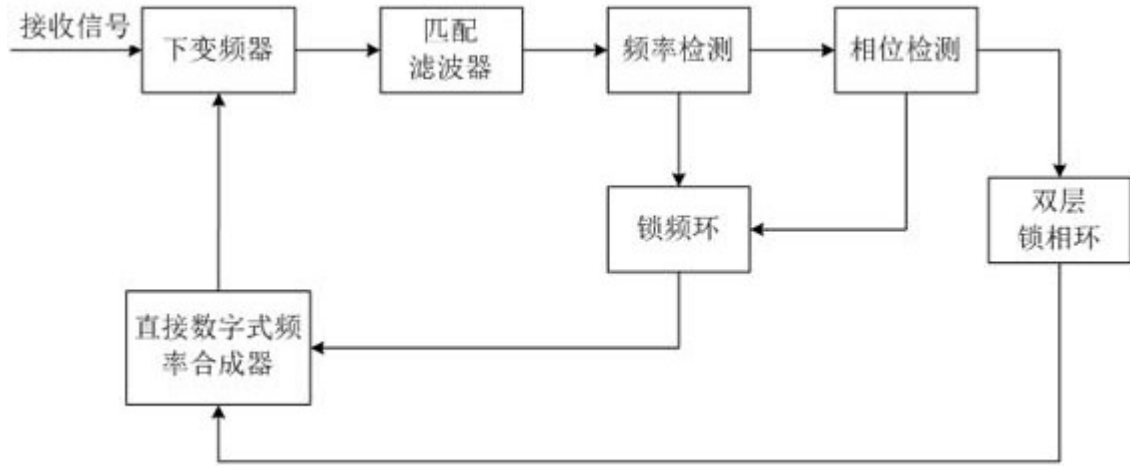 接收信号
下变频器
匹配
滤波器
频率检测
相位检测
双层
锁相环
锁频环
直接数字式频
率合成器